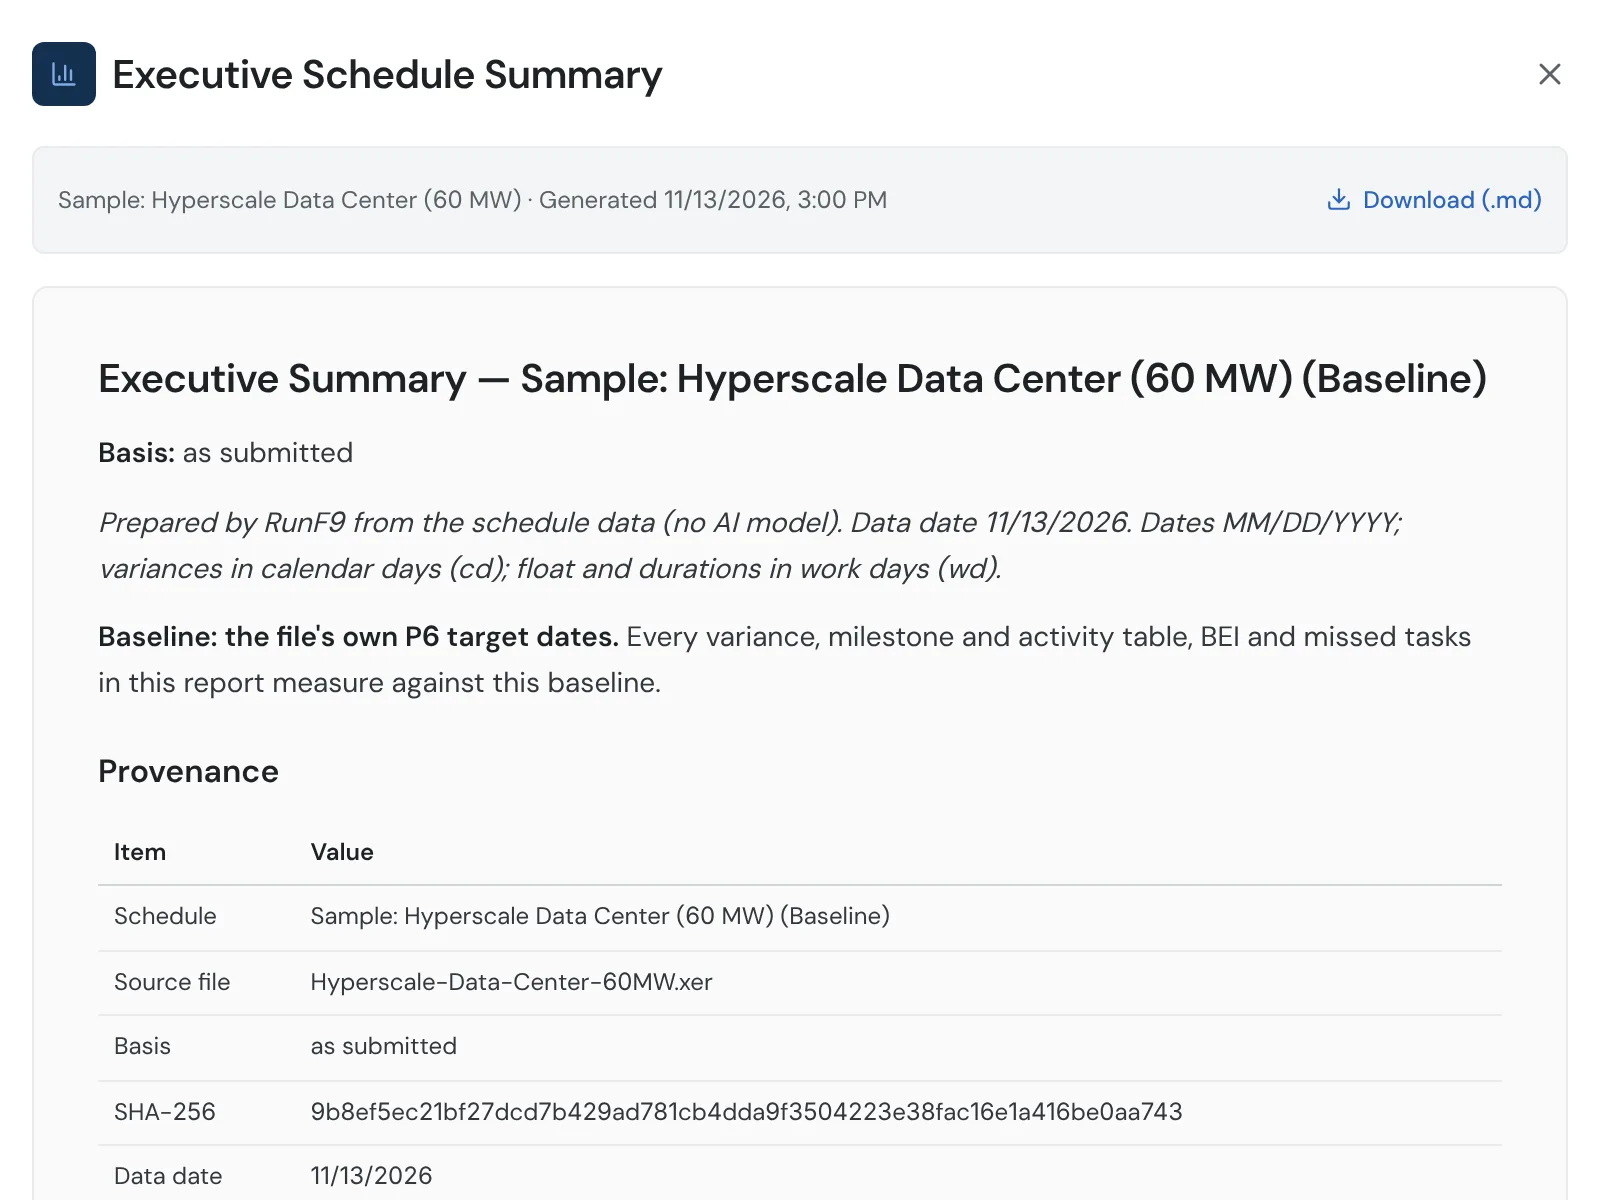 Executive Schedule Summary
Sample: Hyperscale Data Center (60 MW) · Generated 11/13/2026, 3:00 PM
Download (.md)
Executive Summary — Sample: Hyperscale Data Center (60 MW) (Baseline)
Basis: as submitted
Prepared by RunF9 from the schedule data (no AI model). Data date 11/13/2026. Dates MM/DD/YYYY;
variances in calendar days (cd); float and durations in work days (wd).
Baseline: the file's own P6 target dates. Every variance, milestone and activity table, BEI and missed tasks
in this report measure against this baseline.
Provenance
Item Value
Schedule Sample: Hyperscale Data Center (60 MW) (Baseline)
Source file Hyperscale-Data-Center-60MW.xer
Basis as submitted
SHA-256 9b8ef5ec21bf27dcd7b429ad781cb4dda9f3504223e38fac16e1a416be0aa743
Data date 11/13/2026